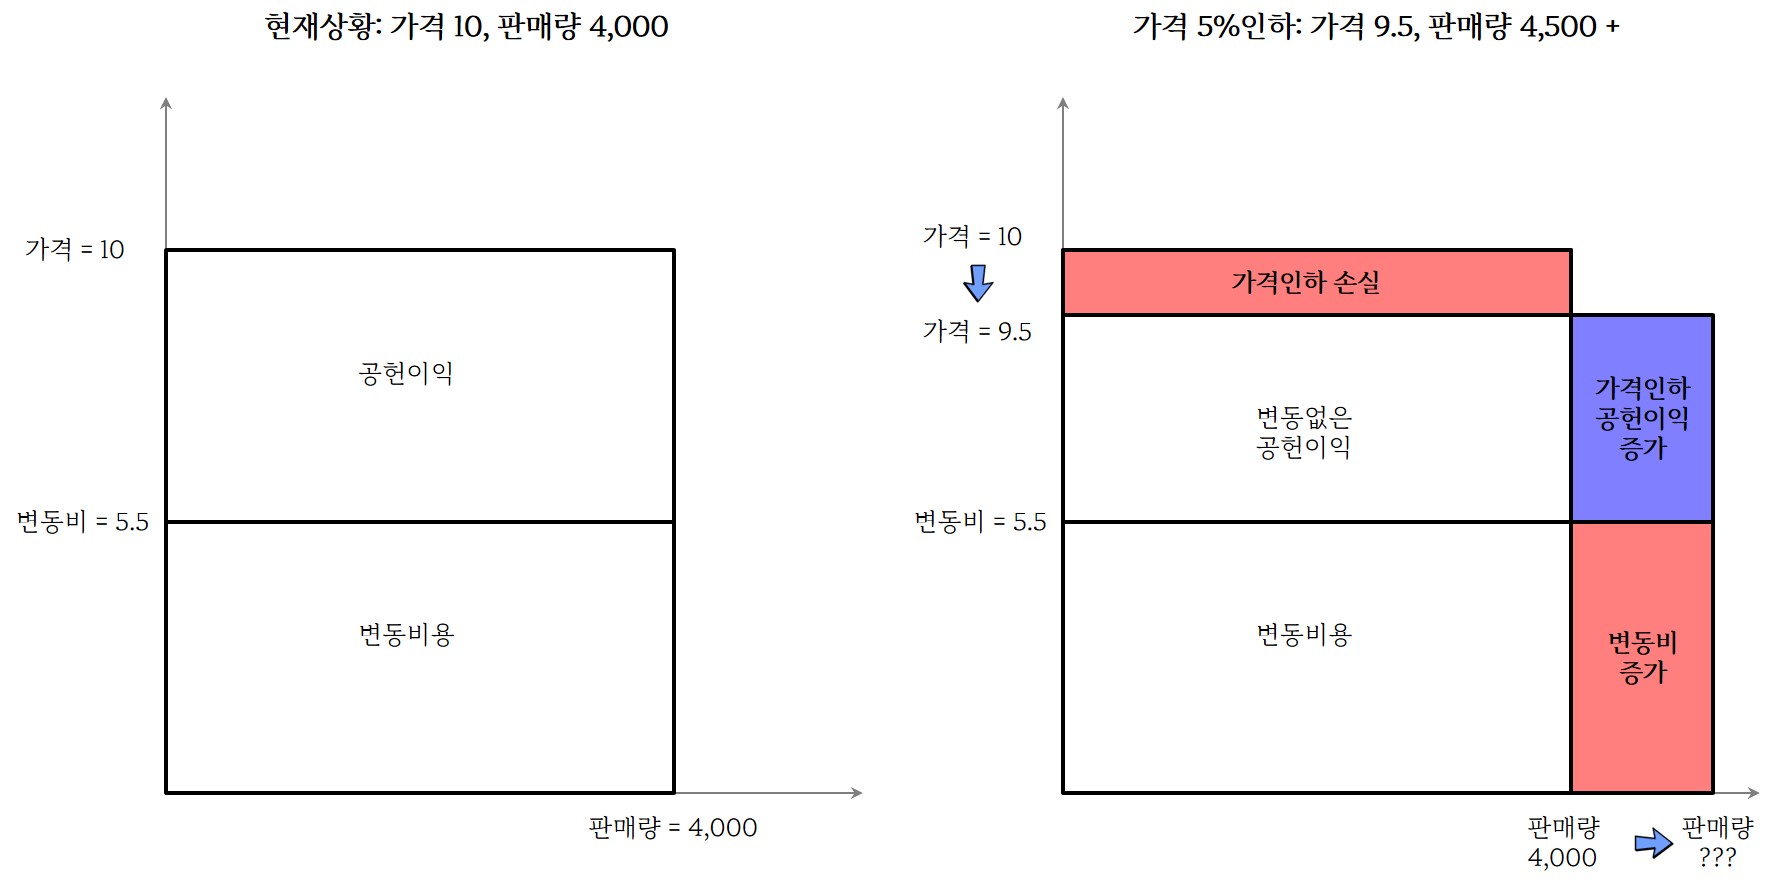 현재상황: 가격 10, 판매량 4,000
가격 = 10
공헌이익
변동비 = 5.5
변동비용
판매량 = 4,000
가격 5%인하: 가격 9.5, 판매량 4,500 +
가격 = 10
가격인하 손실
가격 = 9.5
변동없은
공헌이익
가격인하
공헌이익
증가
변동비 = 5.5
변동비용
변동비
증가
판매량
4,000
판매량
???